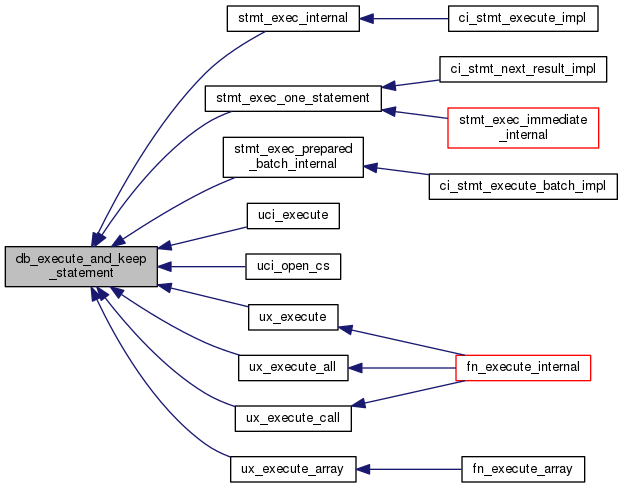 stmt_exec_internal
ci_stmt_execute_impl
stmt_exec_one_statement
ci_stmt_next_result_impl
stmt_exec_immediate
_internal
stmt_exec_prepared
_batch_internal
ci_stmt_execute_batch_impl
uci_execute
db_execute_and_keep
_statement
uci_open_cs
ux_execute
ux_execute_all
fn_execute_internal
ux_execute_call
ux_execute_array
fn_execute_array